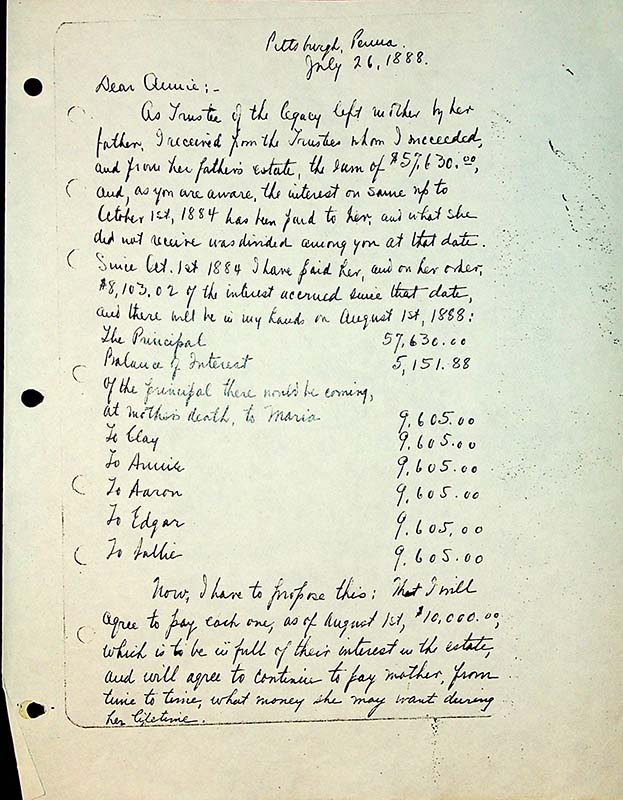 Pittsburgh, Penna.
July 26, 1888.
Dear Annie:-
As Trustee of the legacy left mother by her
father, I received from the Trustees whom I succeeded,
and from her father's estate, the sum of $57,630.00,
and, as you are aware, the interest on same up to
October 1st, 1884 has been paid to her, and what she
did not receive was divided among you at that date.
Since Oct. 1st 1884 I have paid her, and on her order,
$8,103.02 of the interest accrued since that date,
and there will be in my hands on August 1st, 1888:
The Principal 57,630.00
Balance of Interest 5,151.88
Of the principal there would be coming,
at mother's death, to Maria 9,605.00
To Clay 9,605.00
To Annie 9,605.00
To Aaron 9,605.00
To Edgar 9,605.00
To Sallie 9,605.00
Now, I have to propose this: That I will
agree to pay each one, as of August 1st, $10,000.00,
which is to be in full of their interest in the estate,
and will agree to continue to pay mother, from
time to time, what money she may want during
her lifetime.